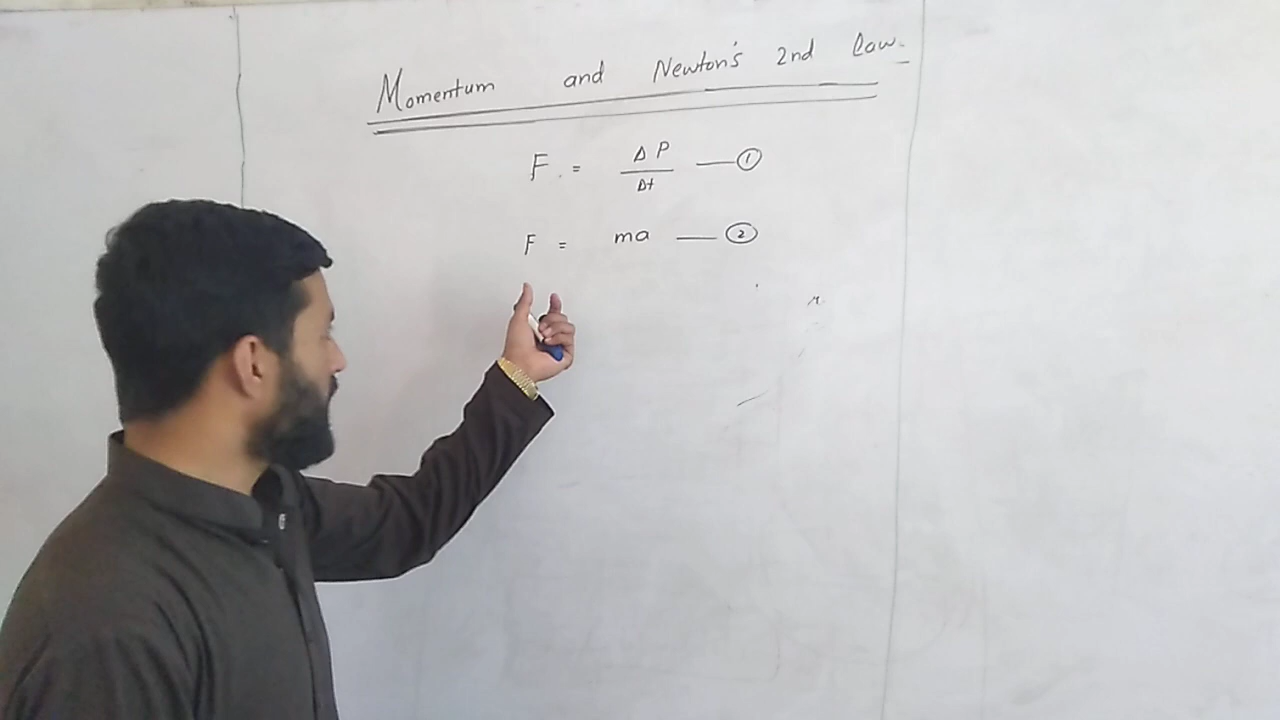 Momentum and Newton's 2nd law.
F = ΔP/Δt —①
F = ma —②